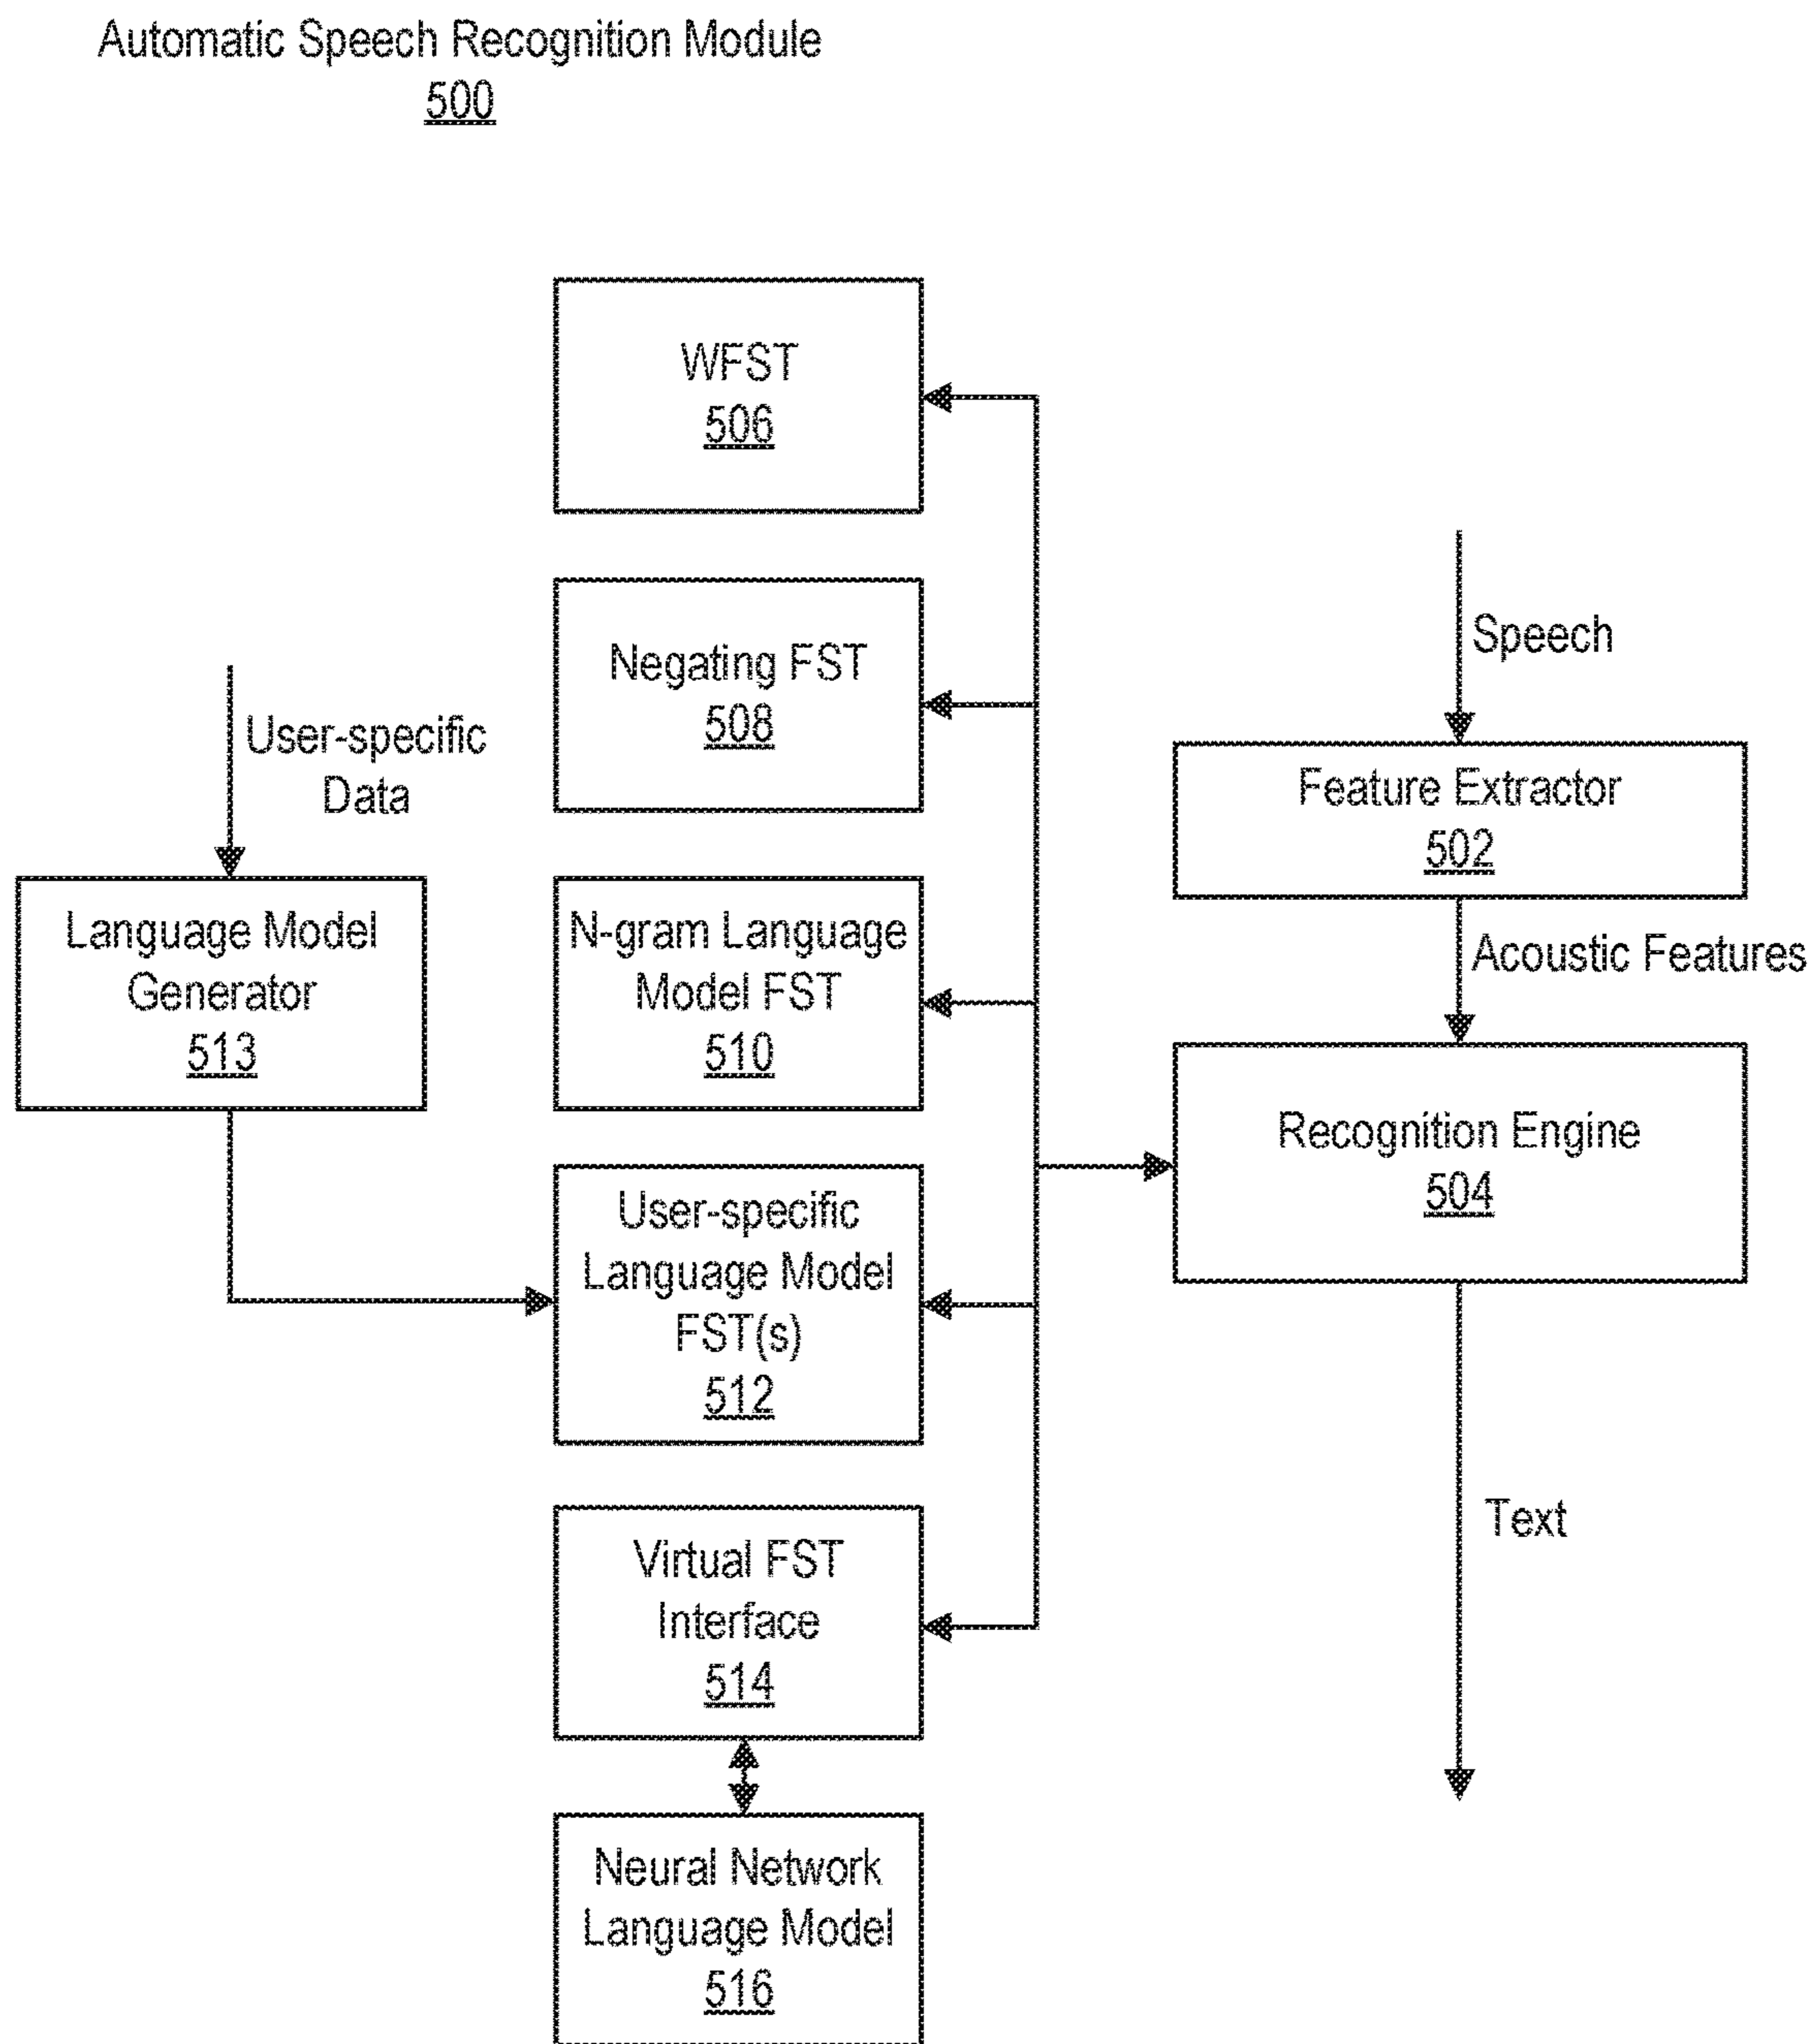 Automatic Speech Recognition Module
500
WFST
506
Negating FST
508
Speech
User-specific
Data
Feature Extractor
502
Language Model
Generator
513
N-gram Language
Model FST
510
Acoustic Features
Recognition Engine
504
User-specific
Language Model
FST(s)
512
Virtual FST
Interface
514
Text
Neural Network
Language Model
516